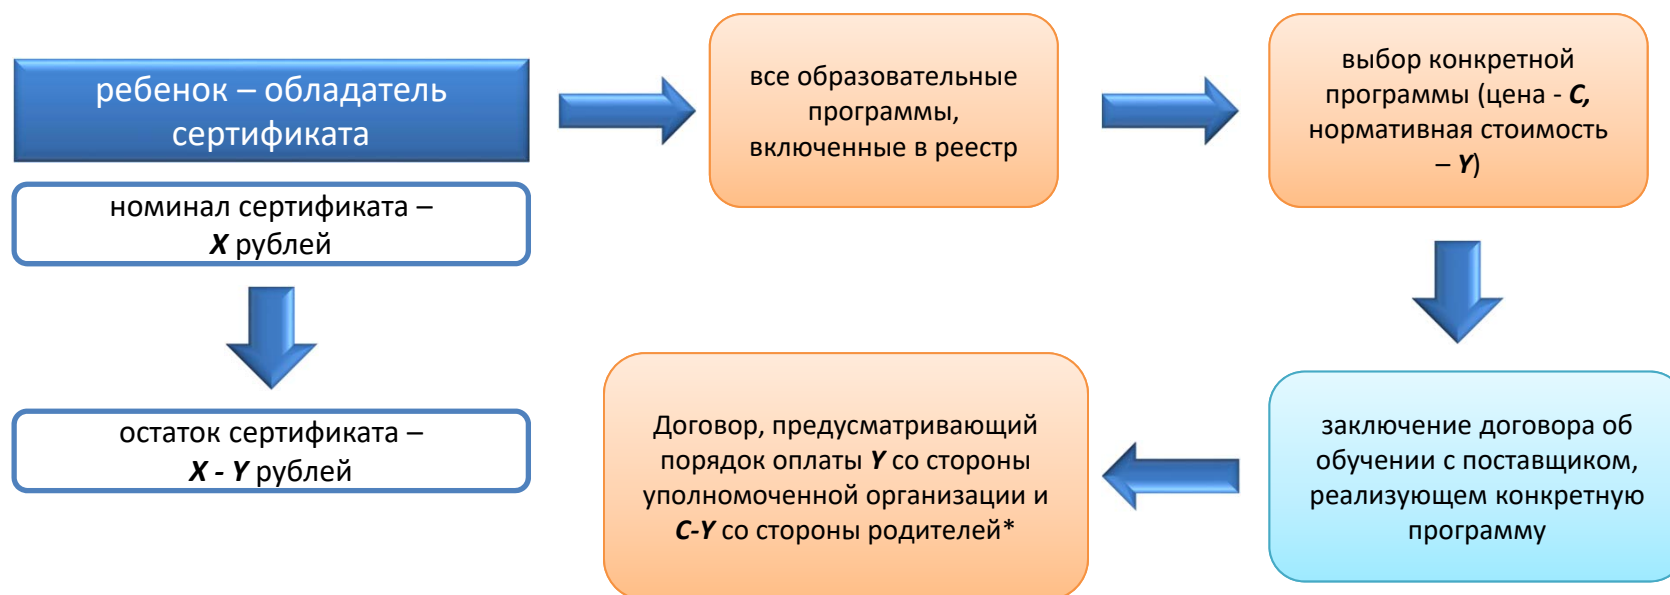 ребенок – обладатель
сертификата
номинал сертификата –
X рублей
остаток сертификата –
X - Y рублей
все образовательные
программы,
включенные в реестр
выбор конкретной
программы (цена - C,
нормативная стоимость
– Y)
заключение договора об
обучении с поставщиком,
реализующем конкретную
программу
Договор, предусматривающий
порядок оплаты Y со стороны
уполномоченной организации и
C-Y со стороны родителей*